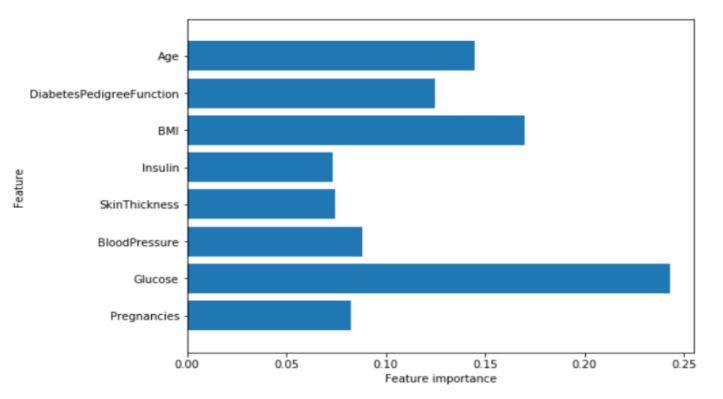 Age
DiabetesPedigreeFunction
BMI
Insulin
SkinThickness
BloodPressure
Glucose
Pregnancies
Feature
0.00 0.05 0.10 0.15 0.20 0.25
Feature importance